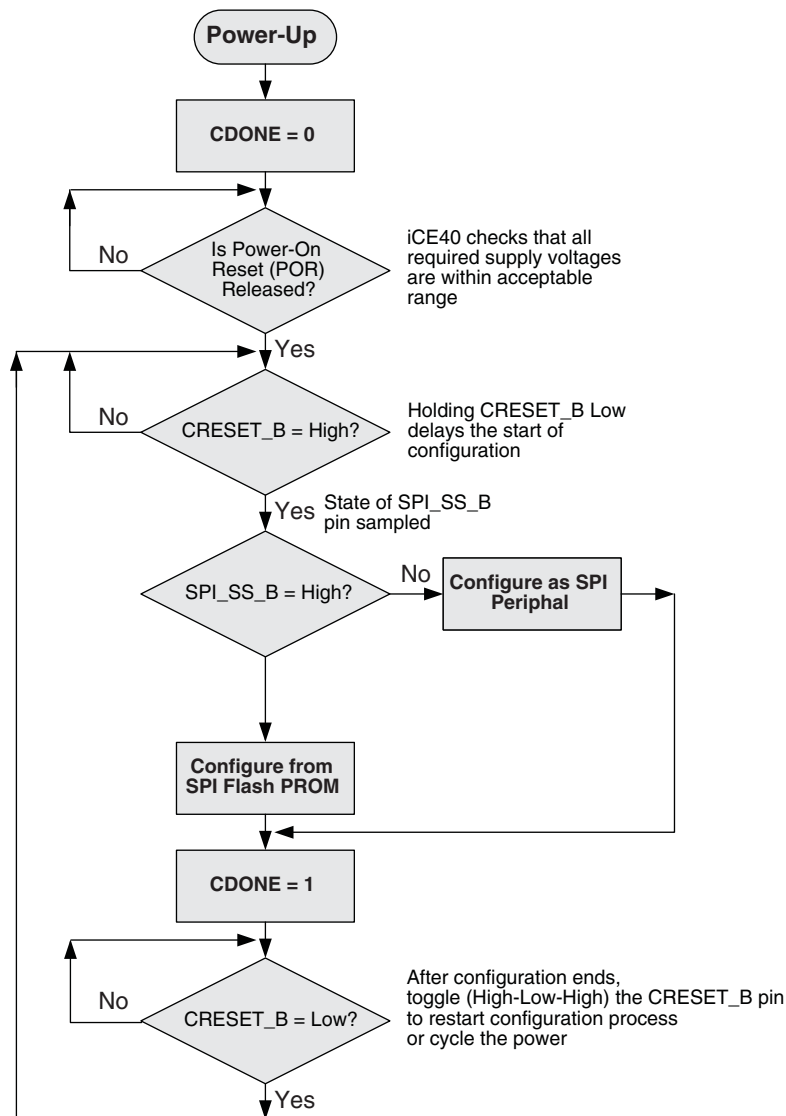 Power-Up
CDONE = 0
No
Is Power-On
Reset (POR)
Released?
iCE40 checks that all
required supply voltages
are within acceptable
range
Yes
No
CRESET_B = High?
Holding CRESET_B Low
delays the start of
configuration
Yes
State of SPI_SS_B
pin sampled
SPI_SS_B = High?
No
Configure as SPI
Periphal
Configure from
SPI Flash PROM
CDONE = 1
No
CRESET_B = Low?
After configuration ends,
toggle (High-Low-High) the CRESET_B pin
to restart configuration process
or cycle the power
Yes